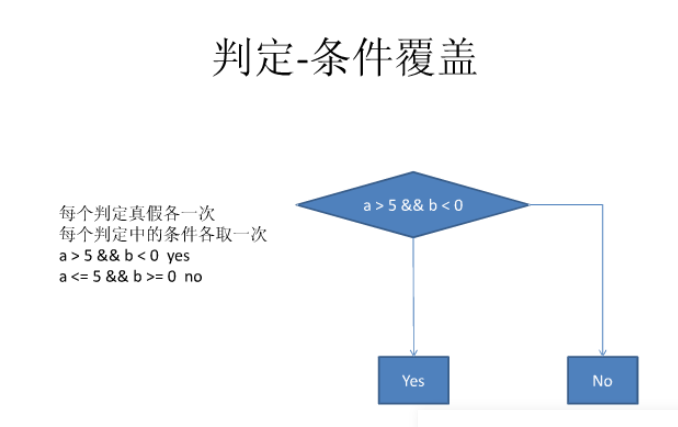 判定-条件覆盖
每个判定真假各一次
每个判定中的条件各取一次
a > 5 && b < 0  yes
a <= 5 && b >= 0  no
a > 5 && b < 0
Yes
No